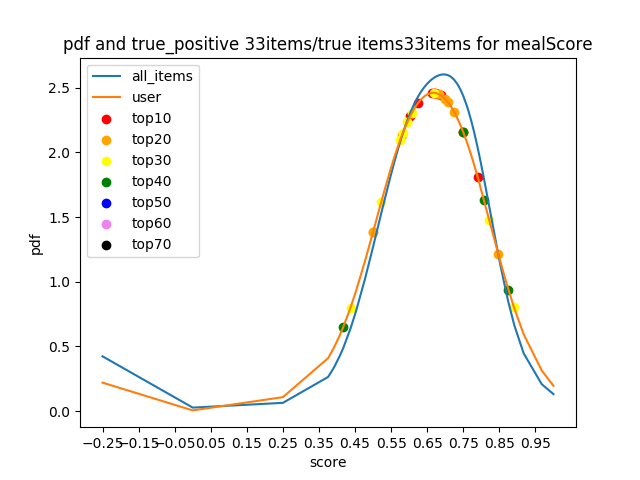 pdf and true_positive 33items/true items33items for mealScore
all_items
user
top10
top20
top30
top40
top50
top60
top70
pdf
2.5
2.0
1.5
1.0
0.5
0.0
−0.25−0.15−0.05 0.05 0.15 0.25 0.35 0.45 0.55 0.65 0.75 0.85 0.95
score